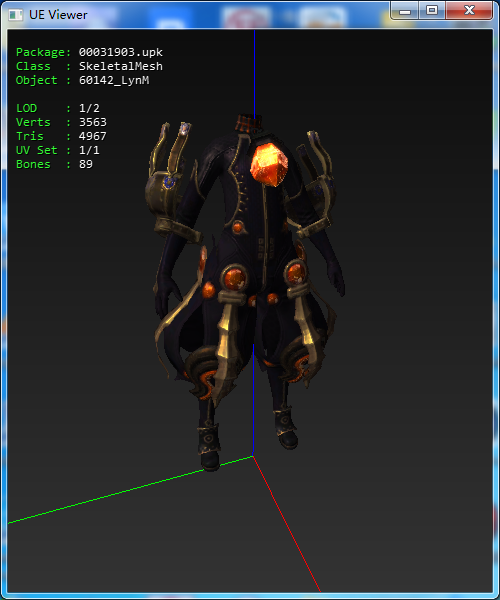 UE Viewer
Package: 00031903.upk
Class : SkeletalMesh
Object : 60142_LynM
LOD : 1/2
Verts : 3563
Tris : 4967
UV Set : 1/1
Bones : 89